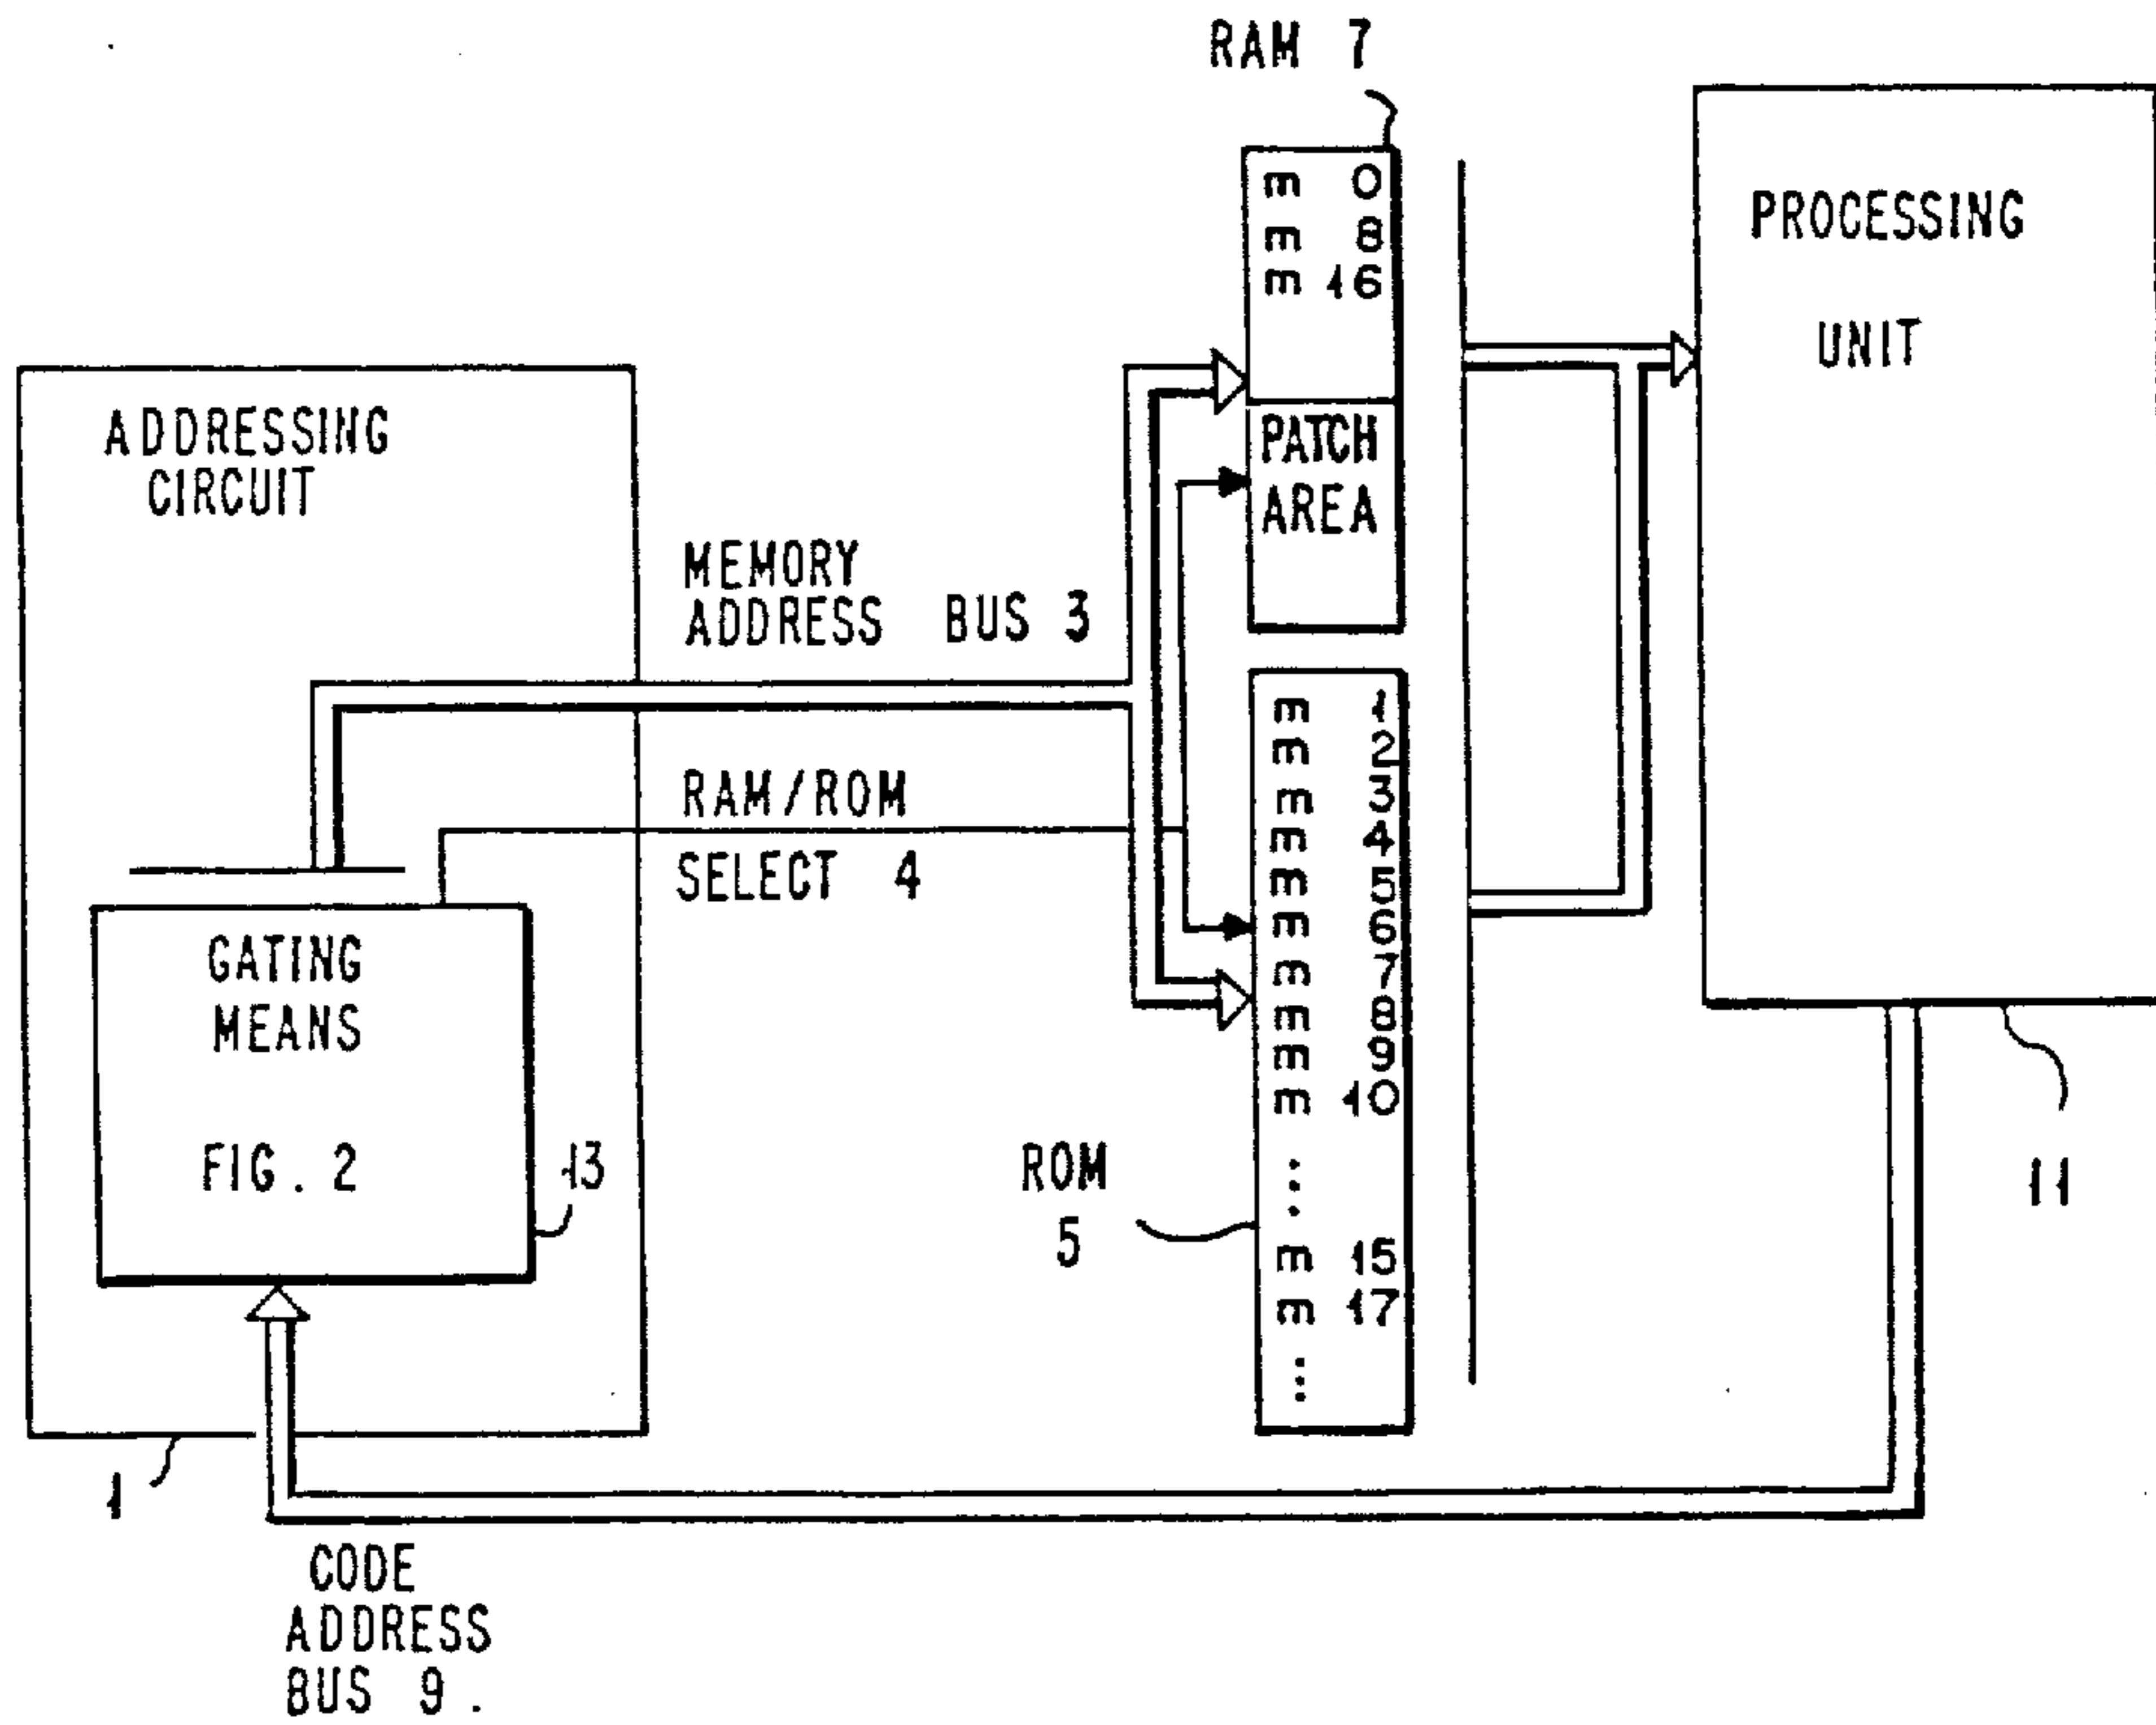 RAM 7
m 0
m 8
m 16
PATCH
AREA
PROCESSING
UNIT
ADDRESSING
CIRCUIT
MEMORY
ADDRESS BUS 3
RAM/ROM
SELECT 4
GATING
MEANS
FIG. 2
13
m 1
m 2
m 3
m 4
m 5
m 6
m 7
m 8
m 9
m 10
⋮
m 15
m 17
⋮
ROM
5
11
1
CODE
ADDRESS
BUS 9.